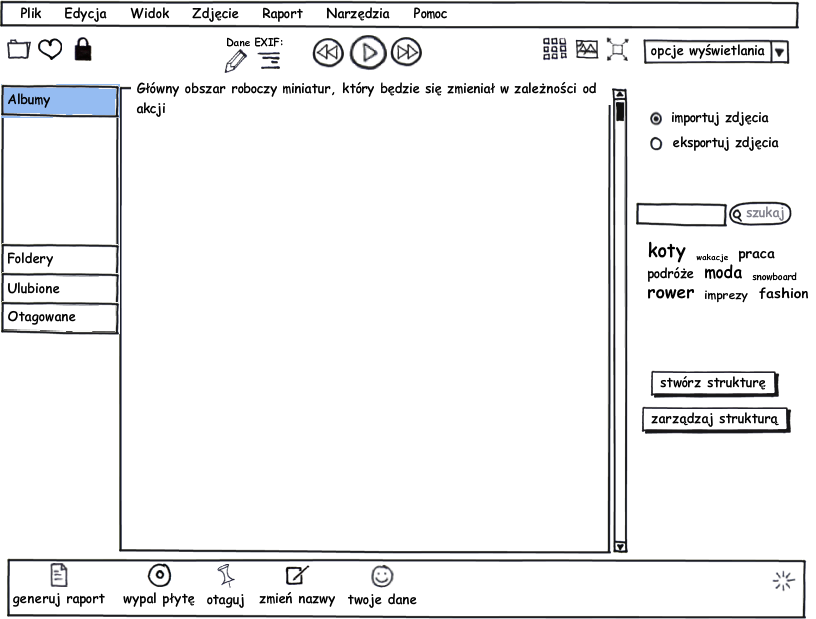 Plik Edycja Widok Zdjęcie Raport Narzędzia Pomoc
Dane EXIF:
opcje wyświetlania
Albumy
Foldery
Ulubione
Otagowane
Główny obszar roboczy miniatur, który będzie się zmieniał w zależności od
akcji
importuj zdjęcia
eksportuj zdjęcia
szukaj
koty wakacje praca
podróże moda snowboard
rower imprezy fashion
stwórz strukturę
zarządzaj strukturą
generuj raport wypal płytę otaguj zmień nazwy twoje dane